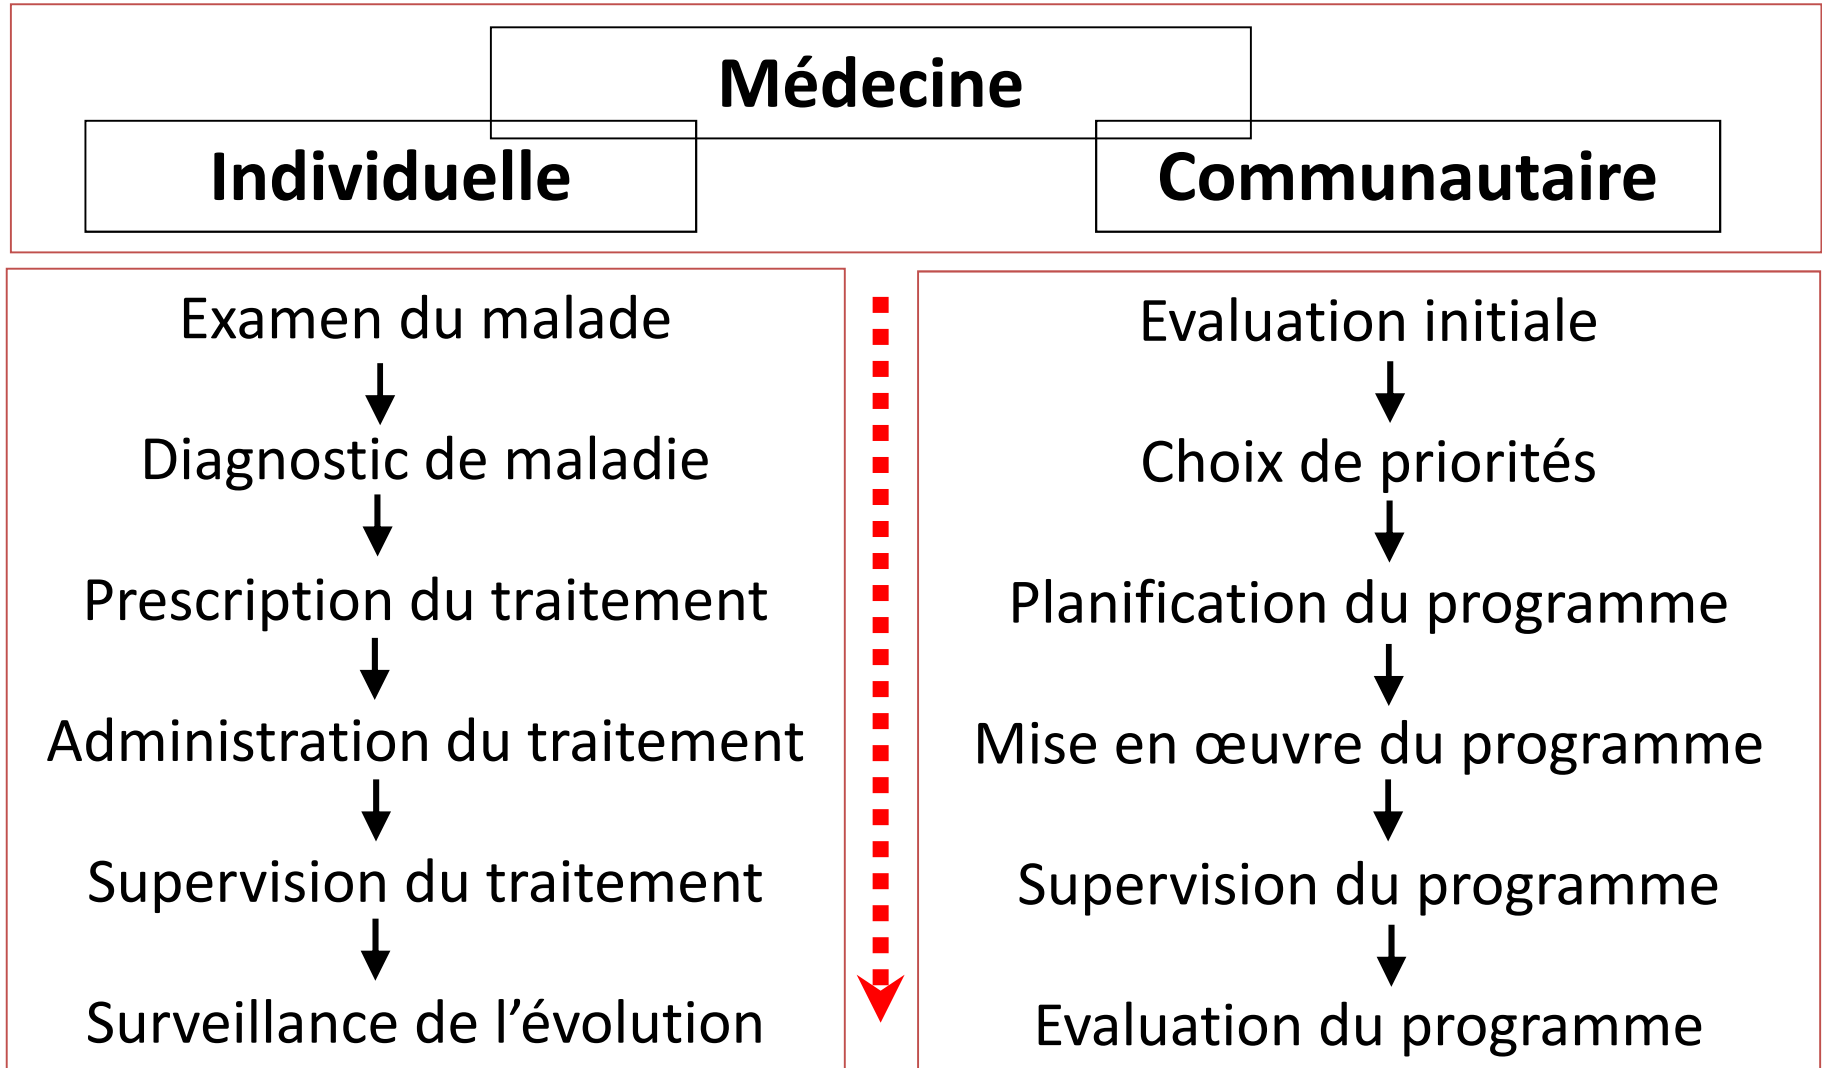 Médecine
Individuelle
Communautaire
Examen du malade
Diagnostic de maladie
Prescription du traitement
Administration du traitement
Supervision du traitement
Surveillance de l’évolution
Evaluation initiale
Choix de priorités
Planification du programme
Mise en œuvre du programme
Supervision du programme
Evaluation du programme